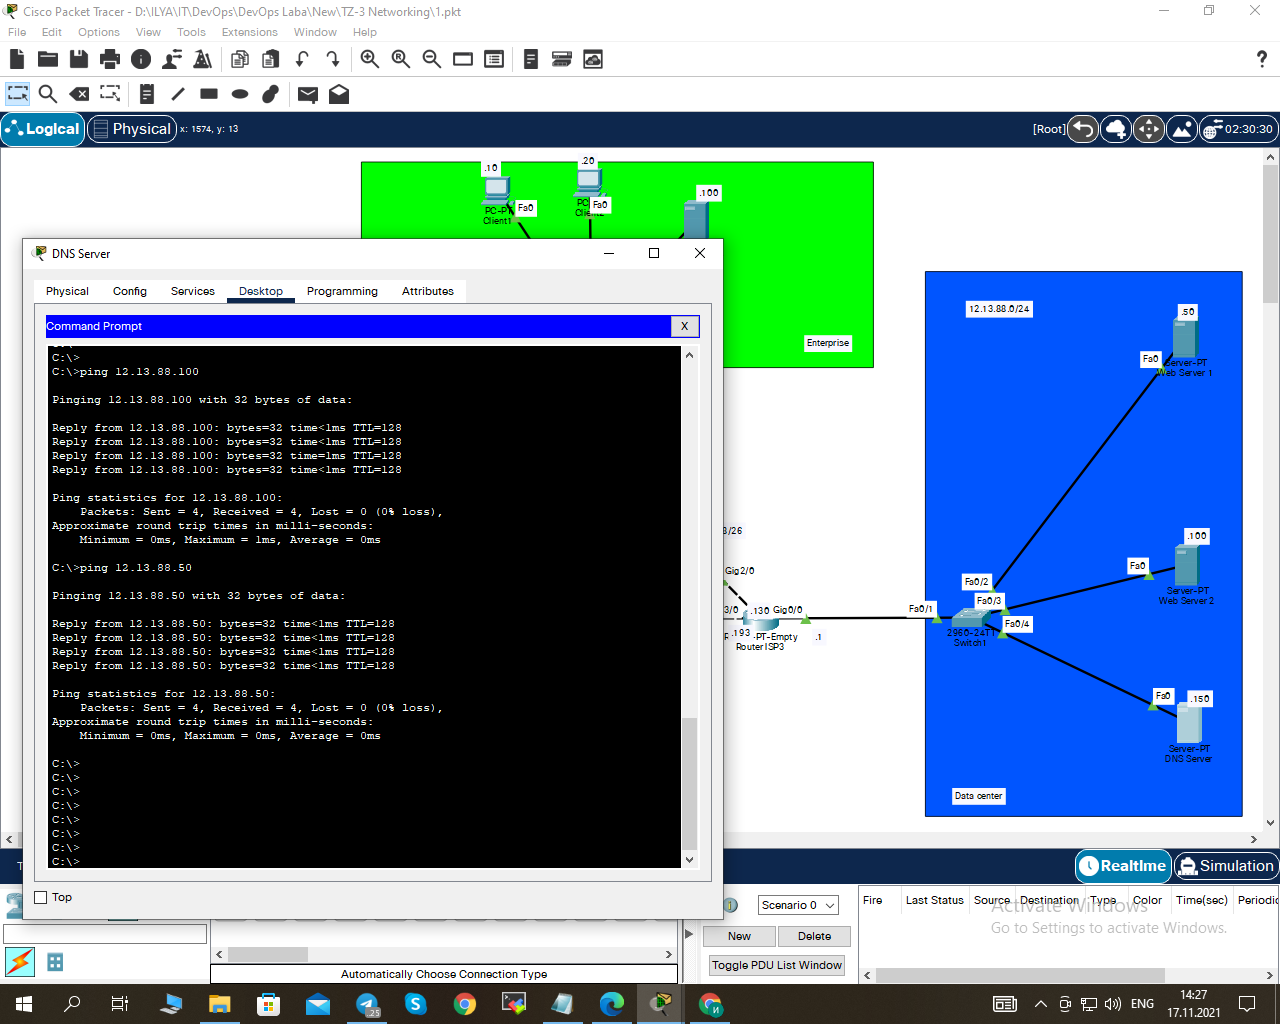 Cisco Packet Tracer - D:\ILYA\IT\DevOps\DevOps Laba\New\TZ-3 Networking\1.pkt
File Edit Options View Tools Extensions Window Help
Logical Physical x: 1574, y: 13 [Root] 02:30:30
.10 .20 .100
Fa0 Fa0
Client1
Enterprise
12.13.88.0/24
.50
Fa0
Server-PT
Web Server 1
.100
Fa0
Server-PT
Web Server 2
Fa0/2
Fa0/3
Fa0/1
Fa0/4
2960-24TT
Switch1
Gig2/0
.130 Gig0/0
.193 -PT-Empty .1
Router ISP3
Fa0 .150
Server-PT
DNS Server
Data center
DNS Server
Physical Config Services Desktop Programming Attributes
Command Prompt X
C:\>
C:\>ping 12.13.88.100
Pinging 12.13.88.100 with 32 bytes of data:
Reply from 12.13.88.100: bytes=32 time<1ms TTL=128
Reply from 12.13.88.100: bytes=32 time<1ms TTL=128
Reply from 12.13.88.100: bytes=32 time=1ms TTL=128
Reply from 12.13.88.100: bytes=32 time<1ms TTL=128
Ping statistics for 12.13.88.100:
Packets: Sent = 4, Received = 4, Lost = 0 (0% loss),
Approximate round trip times in milli-seconds:
Minimum = 0ms, Maximum = 1ms, Average = 0ms
C:\>ping 12.13.88.50
Pinging 12.13.88.50 with 32 bytes of data:
Reply from 12.13.88.50: bytes=32 time<1ms TTL=128
Reply from 12.13.88.50: bytes=32 time<1ms TTL=128
Reply from 12.13.88.50: bytes=32 time<1ms TTL=128
Reply from 12.13.88.50: bytes=32 time<1ms TTL=128
Ping statistics for 12.13.88.50:
Packets: Sent = 4, Received = 4, Lost = 0 (0% loss),
Approximate round trip times in milli-seconds:
Minimum = 0ms, Maximum = 0ms, Average = 0ms
C:\>
C:\>
C:\>
C:\>
C:\>
C:\>
C:\>
C:\>
Top
Realtime Simulation
Scenario 0
New Delete
Toggle PDU List Window
Fire Last Status Source Destination Type Color Time(sec) Periodic
Activate Windows
Go to Settings to activate Windows.
Automatically Choose Connection Type
.25
ENG
14:27
17.11.2021